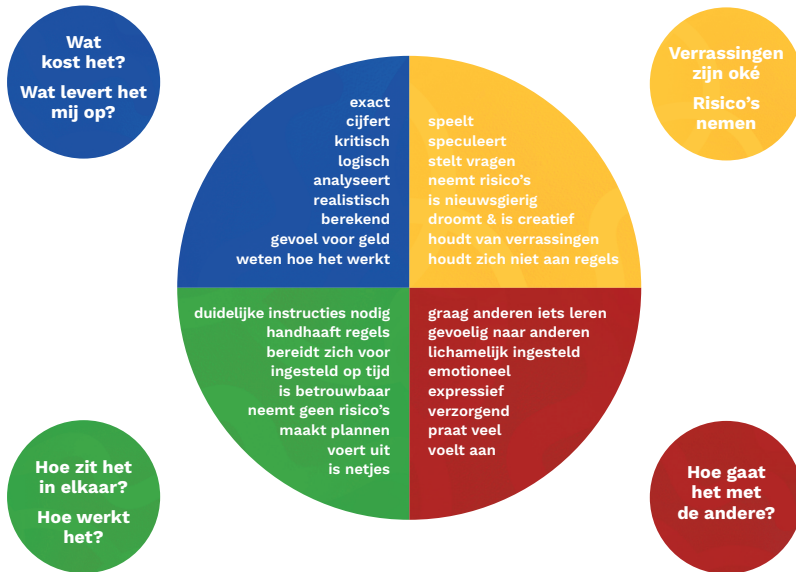 Wat
kost het?
Wat levert het
mij op?
Verrassingen
zijn oké
Risico's
nemen
exact
cijfert
kritisch
logisch
analyseert
realistisch
berekend
gevoel voor geld
weten hoe het werkt
speelt
speculeert
stelt vragen
neemt risico's
is nieuwsgierig
droomt & is creatief
houdt van verrassingen
houdt zich niet aan regels
duidelijke instructies nodig
handhaaft regels
bereidt zich voor
ingesteld op tijd
is betrouwbaar
neemt geen risico's
maakt plannen
voert uit
is netjes
graag anderen iets leren
gevoelig naar anderen
lichamelijk ingesteld
emotioneel
expressief
verzorgend
praat veel
voelt aan
Hoe zit het
in elkaar?
Hoe werkt
het?
Hoe gaat
het met
de andere?